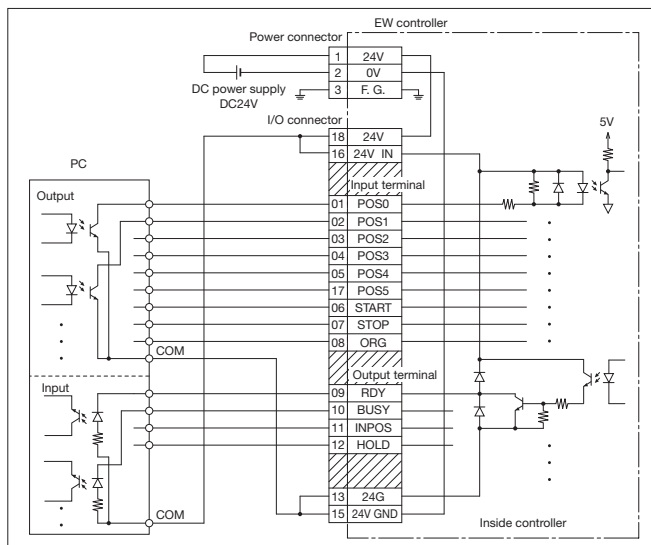 EW controller
Power connector
1 24V
2 0V
3 F. G.
DC power supply
DC24V
I/O connector
18 24V
16 24V IN
5V
PC
Output
Input terminal
01 POS0
02 POS1
03 POS2
04 POS3
05 POS4
17 POS5
06 START
07 STOP
08 ORG
COM
Input
Output terminal
09 RDY
10 BUSY
11 INPOS
12 HOLD
13 24G
15 24V GND
COM
Inside controller